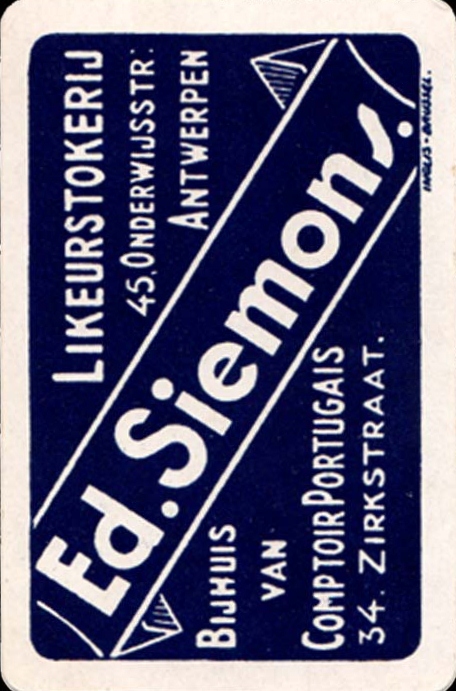 LIKEURSTOKERIJ
45, ONDERWIJSSTR:
ANTWERPEN
Ed. Siemons.
BIJHUIS
VAN
COMPTOIR PORTUGAIS
34. ZIRKSTRAAT.